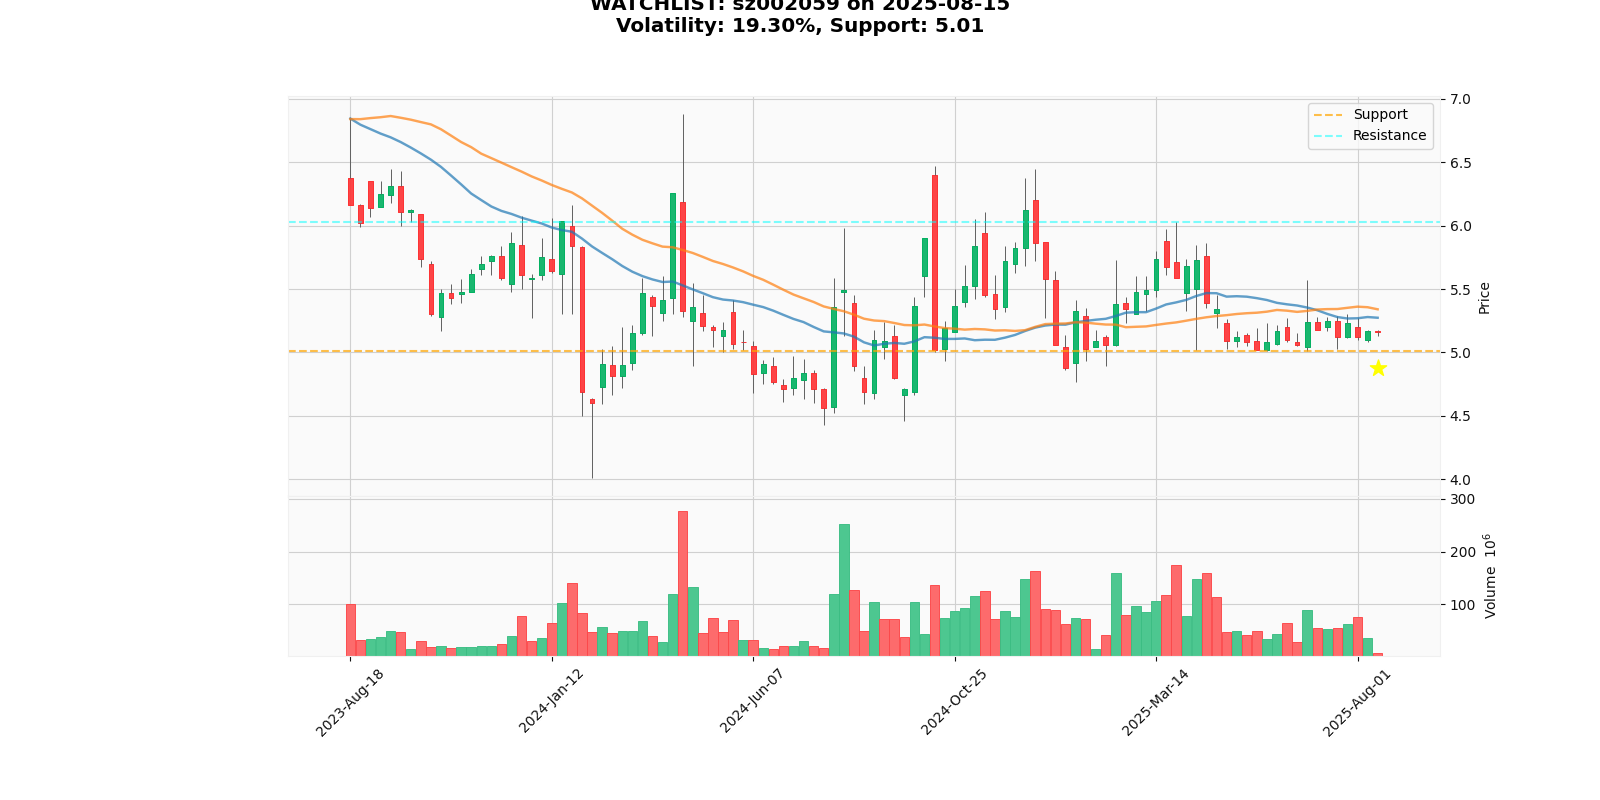 WATCHLIST: sz002059 on 2025-08-15
Volatility: 19.30%, Support: 5.01
Support
Resistance
7.0
6.5
6.0
5.5
5.0
4.5
4.0
Price
300
200
100
Volume 10⁶
2023-Aug-18
2024-Jan-12
2024-Jun-07
2024-Oct-25
2025-Mar-14
2025-Aug-01